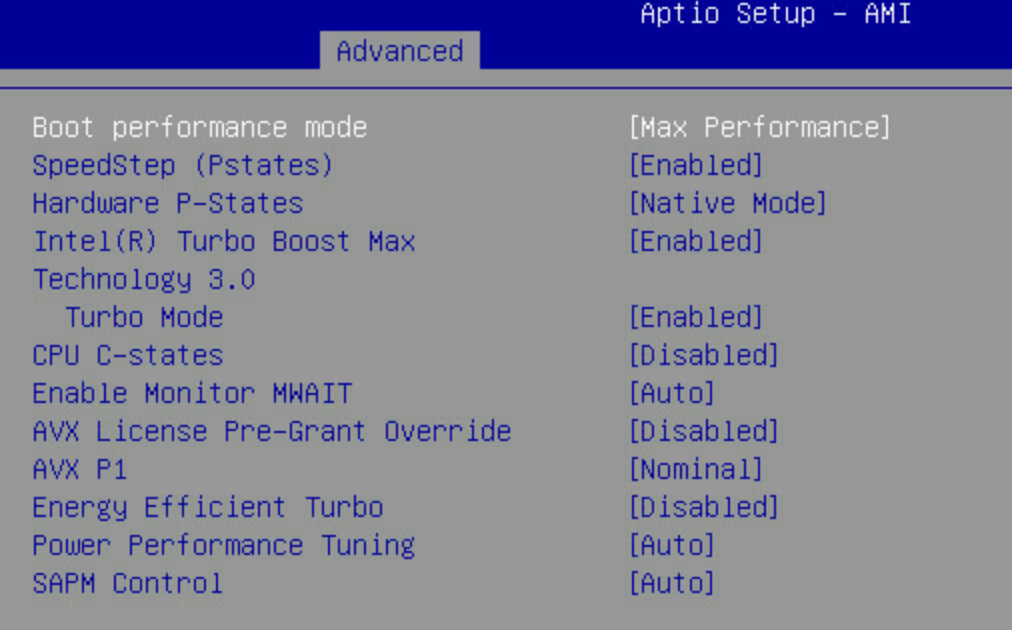 Aptio Setup – AMI
Advanced
Boot performance mode [Max Performance]
SpeedStep (Pstates) [Enabled]
Hardware P-States [Native Mode]
Intel(R) Turbo Boost Max [Enabled]
Technology 3.0
Turbo Mode [Enabled]
CPU C-states [Disabled]
Enable Monitor MWAIT [Auto]
AVX License Pre-Grant Override [Disabled]
AVX P1 [Nominal]
Energy Efficient Turbo [Disabled]
Power Performance Tuning [Auto]
SAPM Control [Auto]